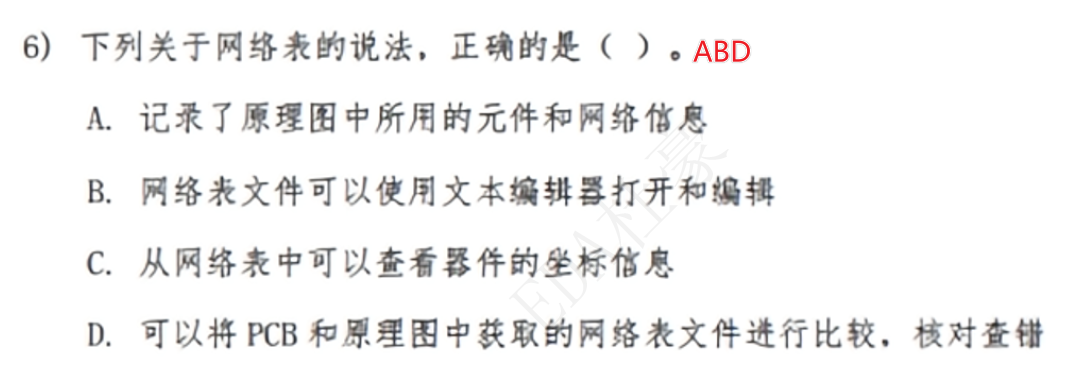 6) 下列关于网络表的说法，正确的是（ ）。ABD
A. 记录了原理图中所用的元件和网络信息
B. 网络表文件可以使用文本编辑器打开和编辑
C. 从网络表中可以查看器件的坐标信息
D. 可以将 PCB 和原理图中获取的网络表文件进行比较，核对查错
EDA杜豪